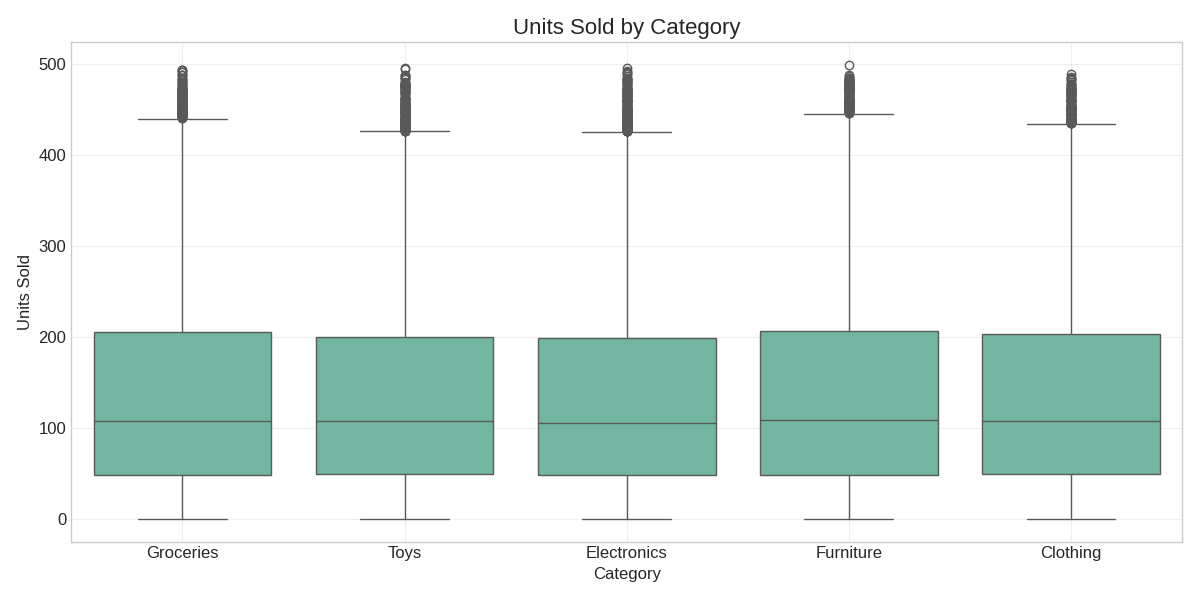 Units Sold by Category
Units Sold
500
400
300
200
100
0
Groceries Toys Electronics Furniture Clothing
Category